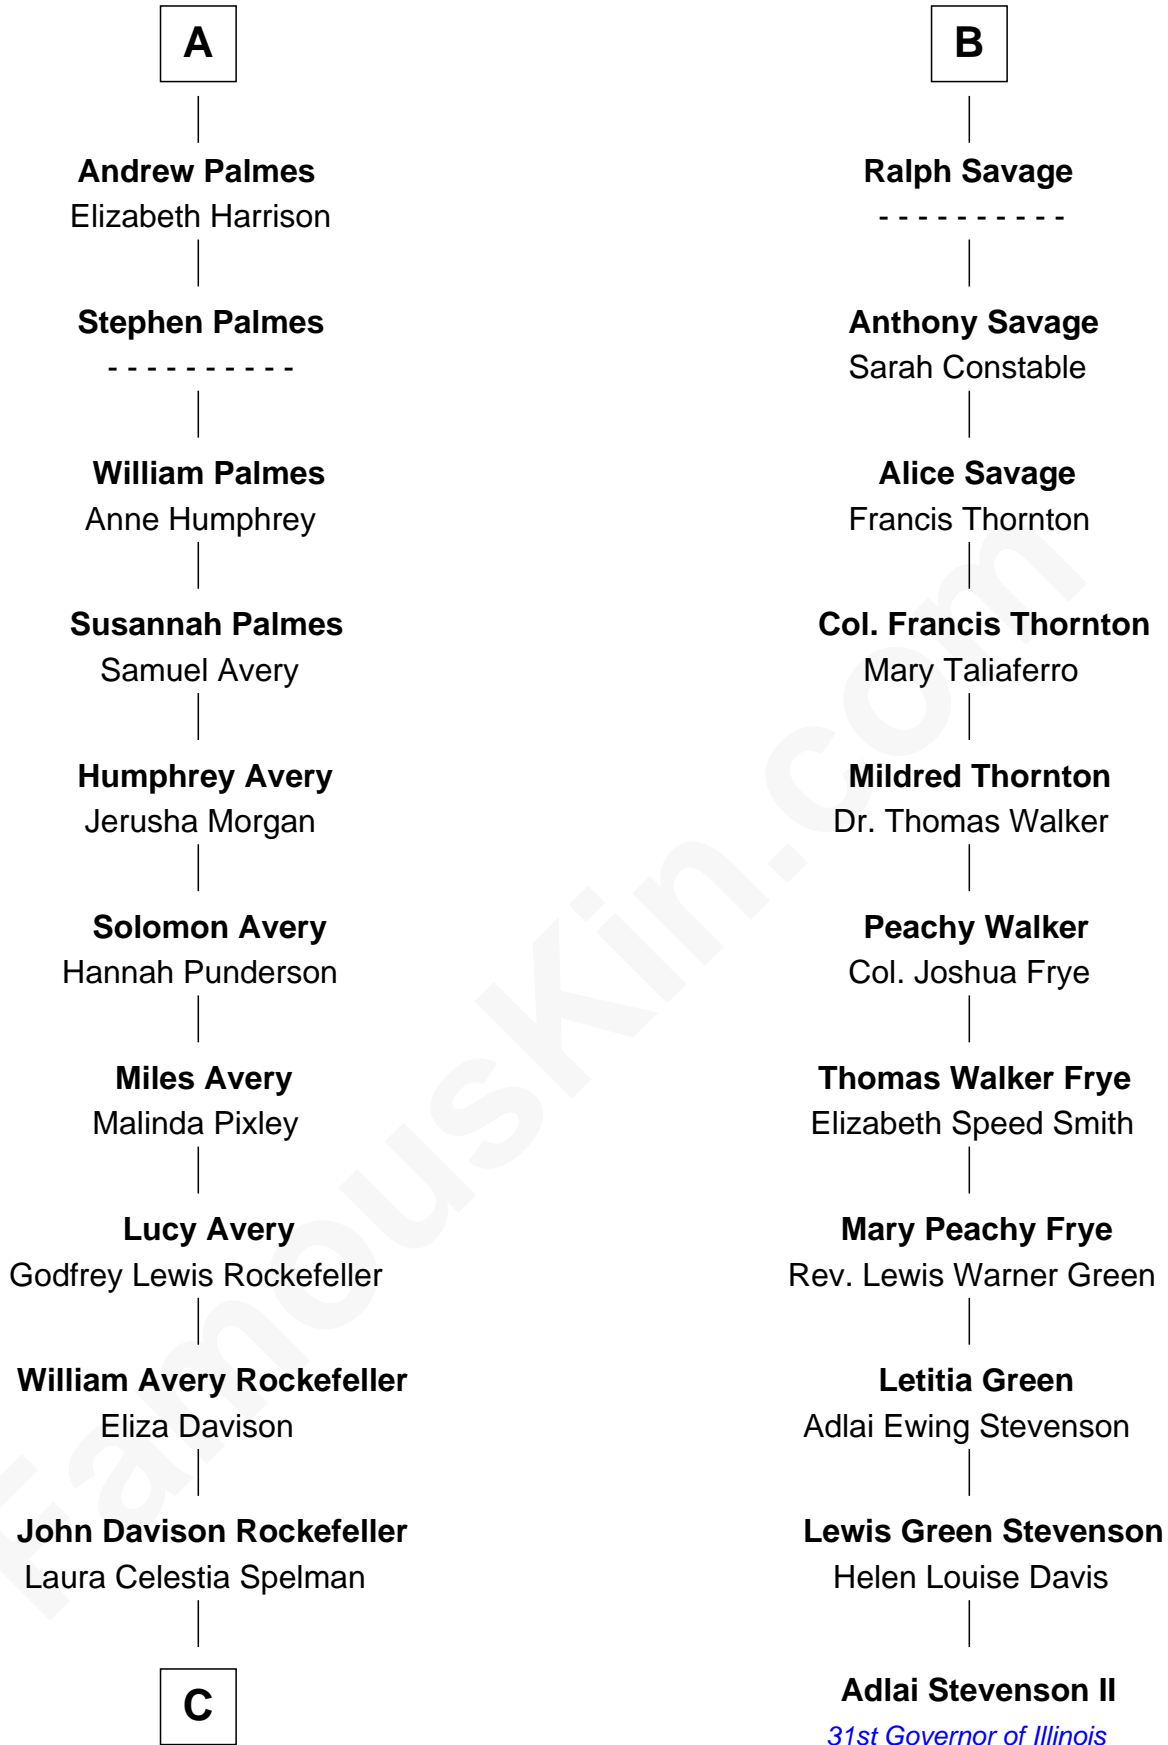 A
Andrew Palmes
Elizabeth Harrison
Stephen Palmes
- - - - - - - - - -
William Palmes
Anne Humphrey
Susannah Palmes
Samuel Avery
Humphrey Avery
Jerusha Morgan
Solomon Avery
Hannah Punderson
Miles Avery
Malinda Pixley
Lucy Avery
Godfrey Lewis Rockefeller
William Avery Rockefeller
Eliza Davison
John Davison Rockefeller
Laura Celestia Spelman
C
B
Ralph Savage
- - - - - - - - - -
Anthony Savage
Sarah Constable
Alice Savage
Francis Thornton
Col. Francis Thornton
Mary Taliaferro
Mildred Thornton
Dr. Thomas Walker
Peachy Walker
Col. Joshua Frye
Thomas Walker Frye
Elizabeth Speed Smith
Mary Peachy Frye
Rev. Lewis Warner Green
Letitia Green
Adlai Ewing Stevenson
Lewis Green Stevenson
Helen Louise Davis
Adlai Stevenson II
31st Governor of Illinois
FamousKin.com